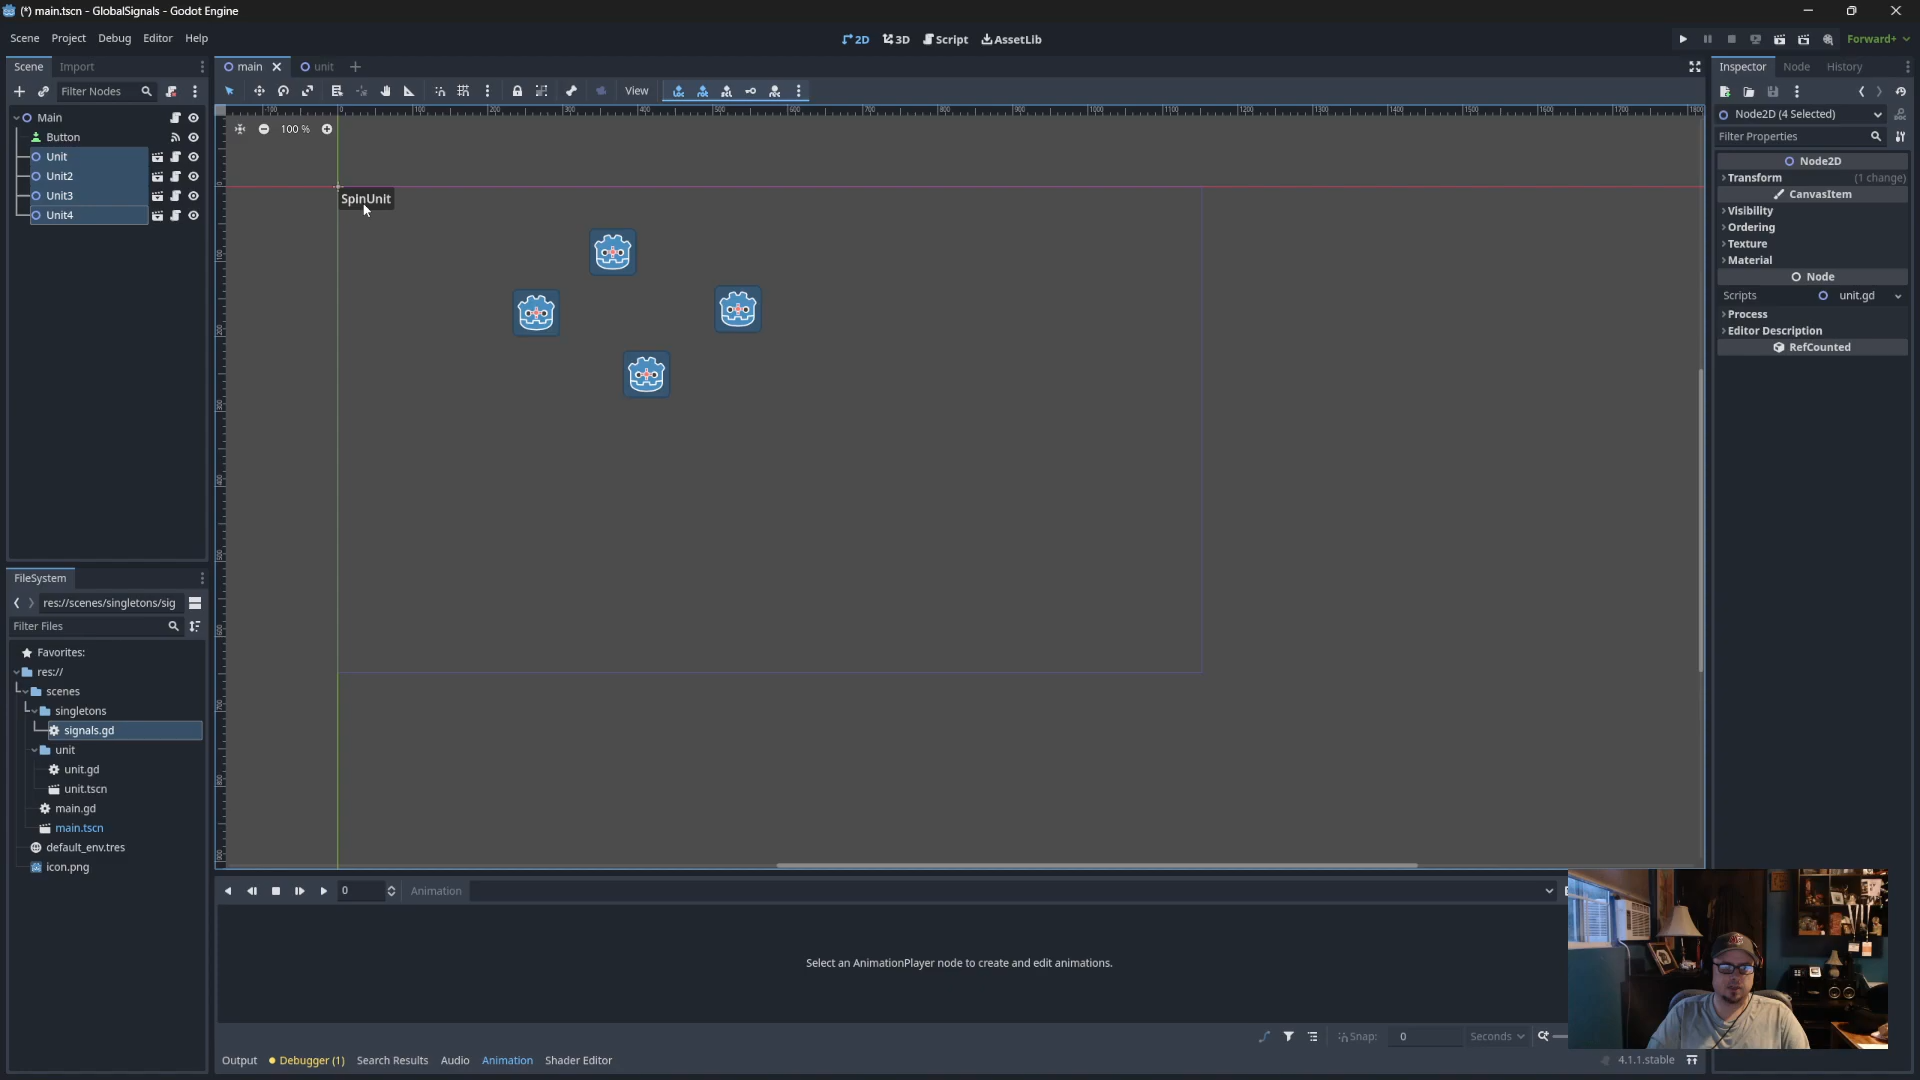 (*) main.tscn - GlobalSignals - Godot Engine
Scene Project Debug Editor Help
2D 3D Script AssetLib
Forward+
Scene Import
main unit
Inspector Node History
Filter Nodes
View
Node2D (4 Selected)
Filter Properties
Main
Button
Unit
Unit2
Unit3
Unit4
100 %
SpinUnit
Node2D
Transform (1 change)
CanvasItem
Visibility
Ordering
Texture
Material
Node
Scripts unit.gd
Process
Editor Description
RefCounted
FileSystem
res://scenes/singletons/sig
Filter Files
Favorites:
res://
scenes
singletons
signals.gd
unit
unit.gd
unit.tscn
main.gd
main.tscn
default_env.tres
icon.png
0 Animation
Select an AnimationPlayer node to create and edit animations.
Snap: 0 Seconds
Output Debugger (1) Search Results Audio Animation Shader Editor
4.1.1.stable